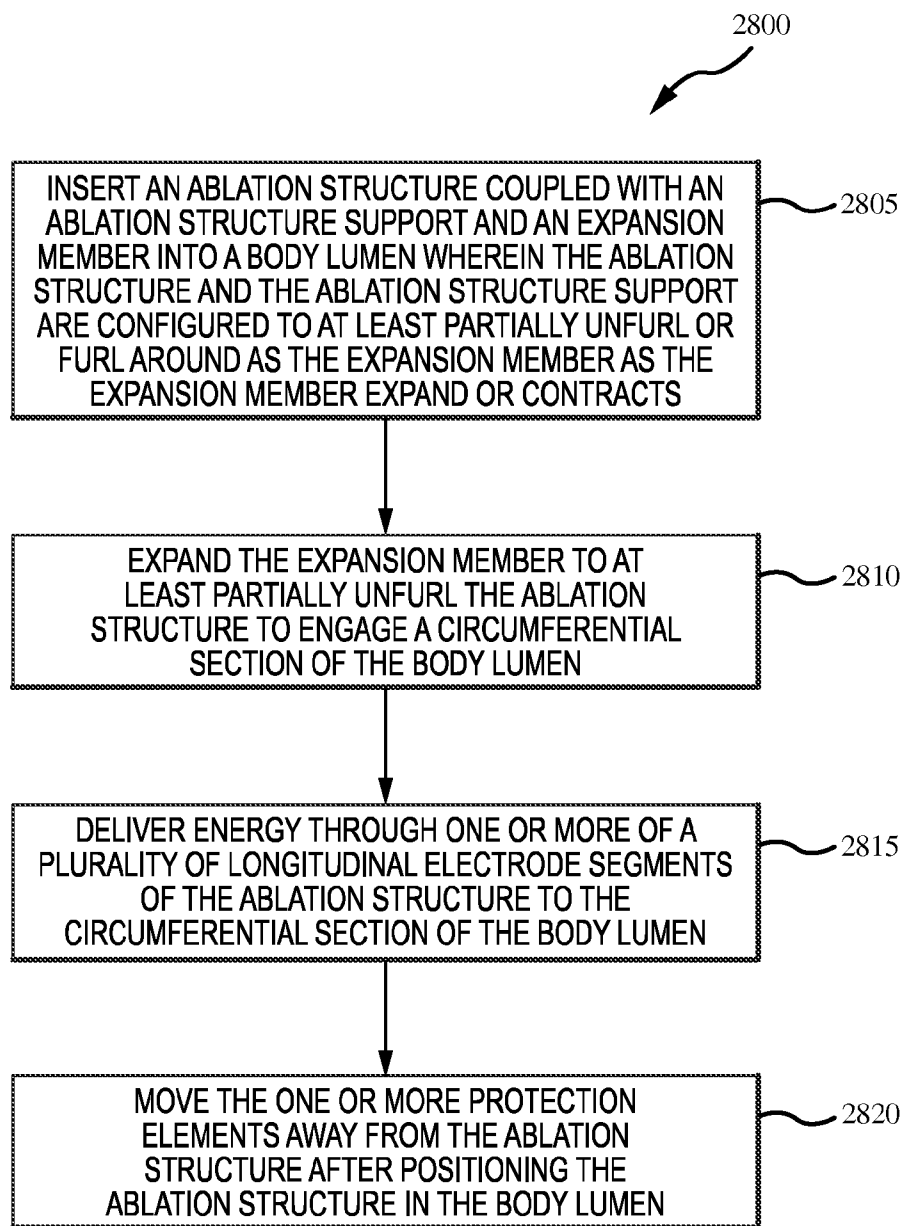 2800
INSERT AN ABLATION STRUCTURE COUPLED WITH AN
ABLATION STRUCTURE SUPPORT AND AN EXPANSION
MEMBER INTO A BODY LUMEN WHEREIN THE ABLATION
STRUCTURE AND THE ABLATION STRUCTURE SUPPORT
ARE CONFIGURED TO AT LEAST PARTIALLY UNFURL OR
FURL AROUND AS THE EXPANSION MEMBER AS THE
EXPANSION MEMBER EXPAND OR CONTRACTS
2805
EXPAND THE EXPANSION MEMBER TO AT
LEAST PARTIALLY UNFURL THE ABLATION
STRUCTURE TO ENGAGE A CIRCUMFERENTIAL
SECTION OF THE BODY LUMEN
2810
DELIVER ENERGY THROUGH ONE OR MORE OF A
PLURALITY OF LONGITUDINAL ELECTRODE SEGMENTS
OF THE ABLATION STRUCTURE TO THE
CIRCUMFERENTIAL SECTION OF THE BODY LUMEN
2815
MOVE THE ONE OR MORE PROTECTION
ELEMENTS AWAY FROM THE ABLATION
STRUCTURE AFTER POSITIONING THE
ABLATION STRUCTURE IN THE BODY LUMEN
2820